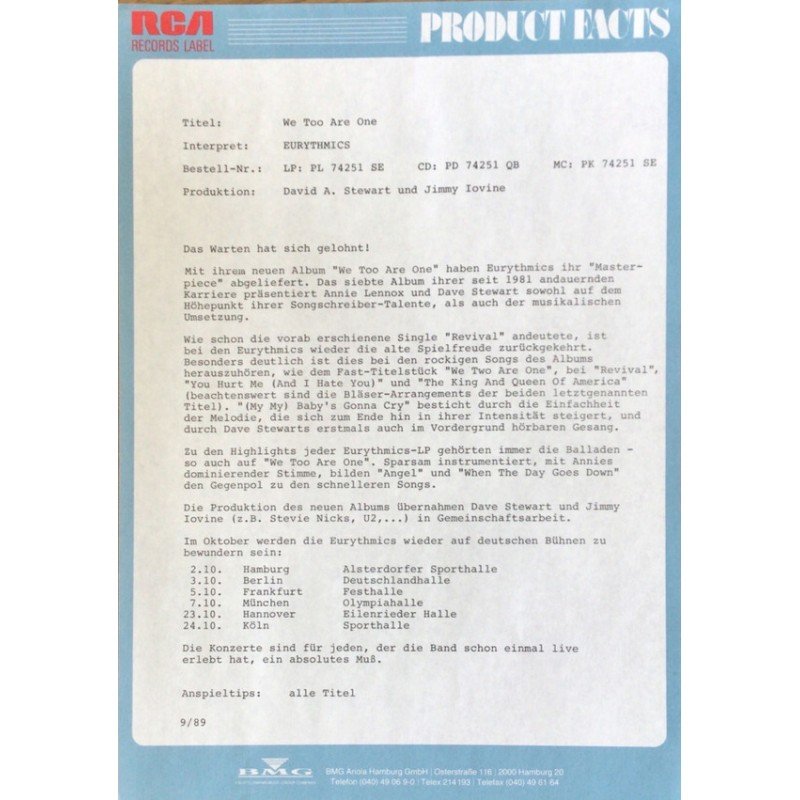 RCA
RECORDS LABEL
PRODUCT FACTS
Titel: We Too Are One
Interpret: EURYTHMICS
Bestell-Nr.: LP: PL 74251 SE CD: PD 74251 QB MC: PK 74251 SE
Produktion: David A. Stewart und Jimmy Iovine
Das Warten hat sich gelohnt!
Mit ihrem neuen Album "We Too Are One" haben Eurythmics ihr "Master-
piece" abgeliefert. Das siebte Album ihrer seit 1981 andauernden
Karriere präsentiert Annie Lennox und Dave Stewart sowohl auf dem
Höhepunkt ihrer Songschreiber-Talente, als auch der musikalischen
Umsetzung.
Wie schon die vorab erschienene Single "Revival" andeutete, ist
bei den Eurythmics wieder die alte Spielfreude zurückgekehrt.
Besonders deutlich ist dies bei den rockigen Songs des Albums
herauszuhören, wie dem Fast-Titelstück "We Two Are One", bei "Revival",
"You Hurt Me (And I Hate You)" und "The King And Queen Of America"
(beachtenswert sind die Bläser-Arrangements der beiden letztgenannten
Titel). "(My My) Baby's Gonna Cry" besticht durch die Einfachheit
der Melodie, die sich zum Ende hin in ihrer Intensität steigert, und
durch Dave Stewarts erstmals auch im Vordergrund hörbaren Gesang.
Zu den Highlights jeder Eurythmics-LP gehörten immer die Balladen -
so auch auf "We Too Are One". Sparsam instrumentiert, mit Annies
dominierender Stimme, bilden "Angel" und "When The Day Goes Down"
den Gegenpol zu den schnelleren Songs.
Die Produktion des neuen Albums übernahmen Dave Stewart und Jimmy
Iovine (z.B. Stevie Nicks, U2,...) in Gemeinschaftsarbeit.
Im Oktober werden die Eurythmics wieder auf deutschen Bühnen zu
bewundern sein:
2.10. Hamburg Alsterdorfer Sporthalle
3.10. Berlin Deutschlandhalle
5.10. Frankfurt Festhalle
7.10. München Olympiahalle
23.10. Hannover Eilenrieder Halle
24.10. Köln Sporthalle
Die Konzerte sind für jeden, der die Band schon einmal live
erlebt hat, ein absolutes Muß.
Anspieltips: alle Titel
9/89
BMG
BMG Ariola Hamburg GmbH | Osterstraße 116 | 2000 Hamburg 20
Telefon (040) 49 06 9-0 | Telex 214193 | Telefax (040) 49 61 64